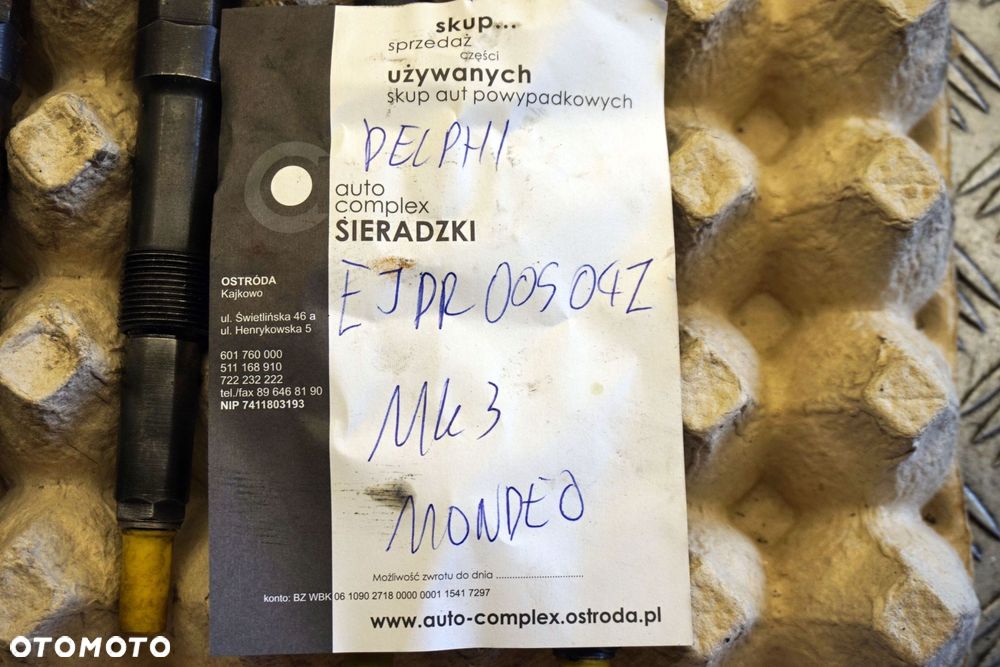 skup...
sprzedaż
części
używanych
skup aut powypadkowych
DELPHI
auto
complex
SIERADZKI
EJDR00504Z
OSTRÓDA
Kajkowo
ul. Świetlińska 46 a
ul. Henrykowska 5
601 760 000
511 168 910
722 232 222
tel./fax 89 646 81 90
NIP 7411803193
Mk3
MONDEO
Możliwość zwrotu do dnia ..............................
konto: BZ WBK 06 1090 2718 0000 0001 1541 7297
www.auto-complex.ostroda.pl
OTOMOTO